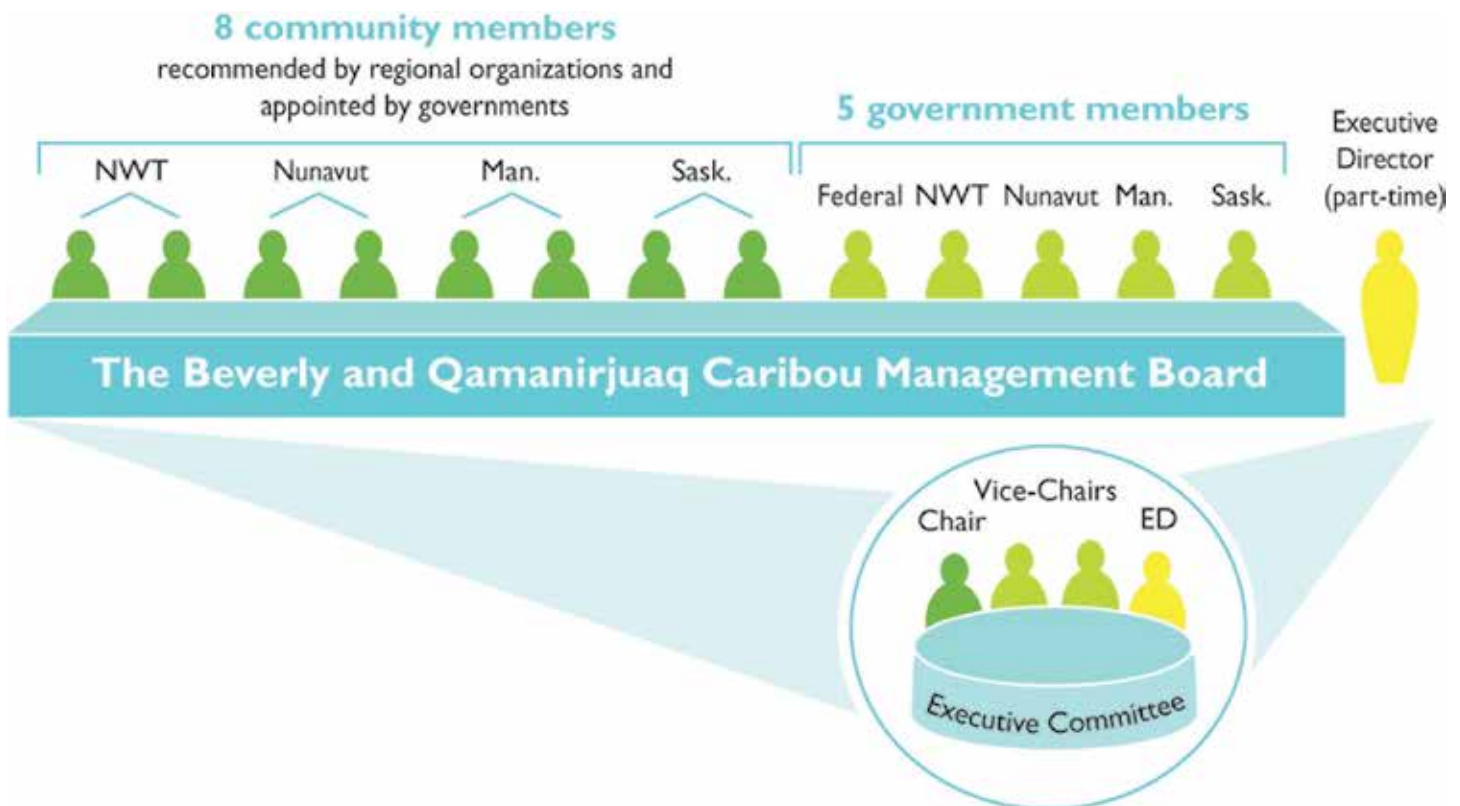 8 community members
recommended by regional organizations and
appointed by governments
NWT
Nunavut
Man.
Sask.
5 government members
Federal NWT Nunavut Man. Sask.
Executive
Director
(part-time)
The Beverly and Qamanirjuaq Caribou Management Board
Vice-Chairs
Chair
ED
Executive Committee